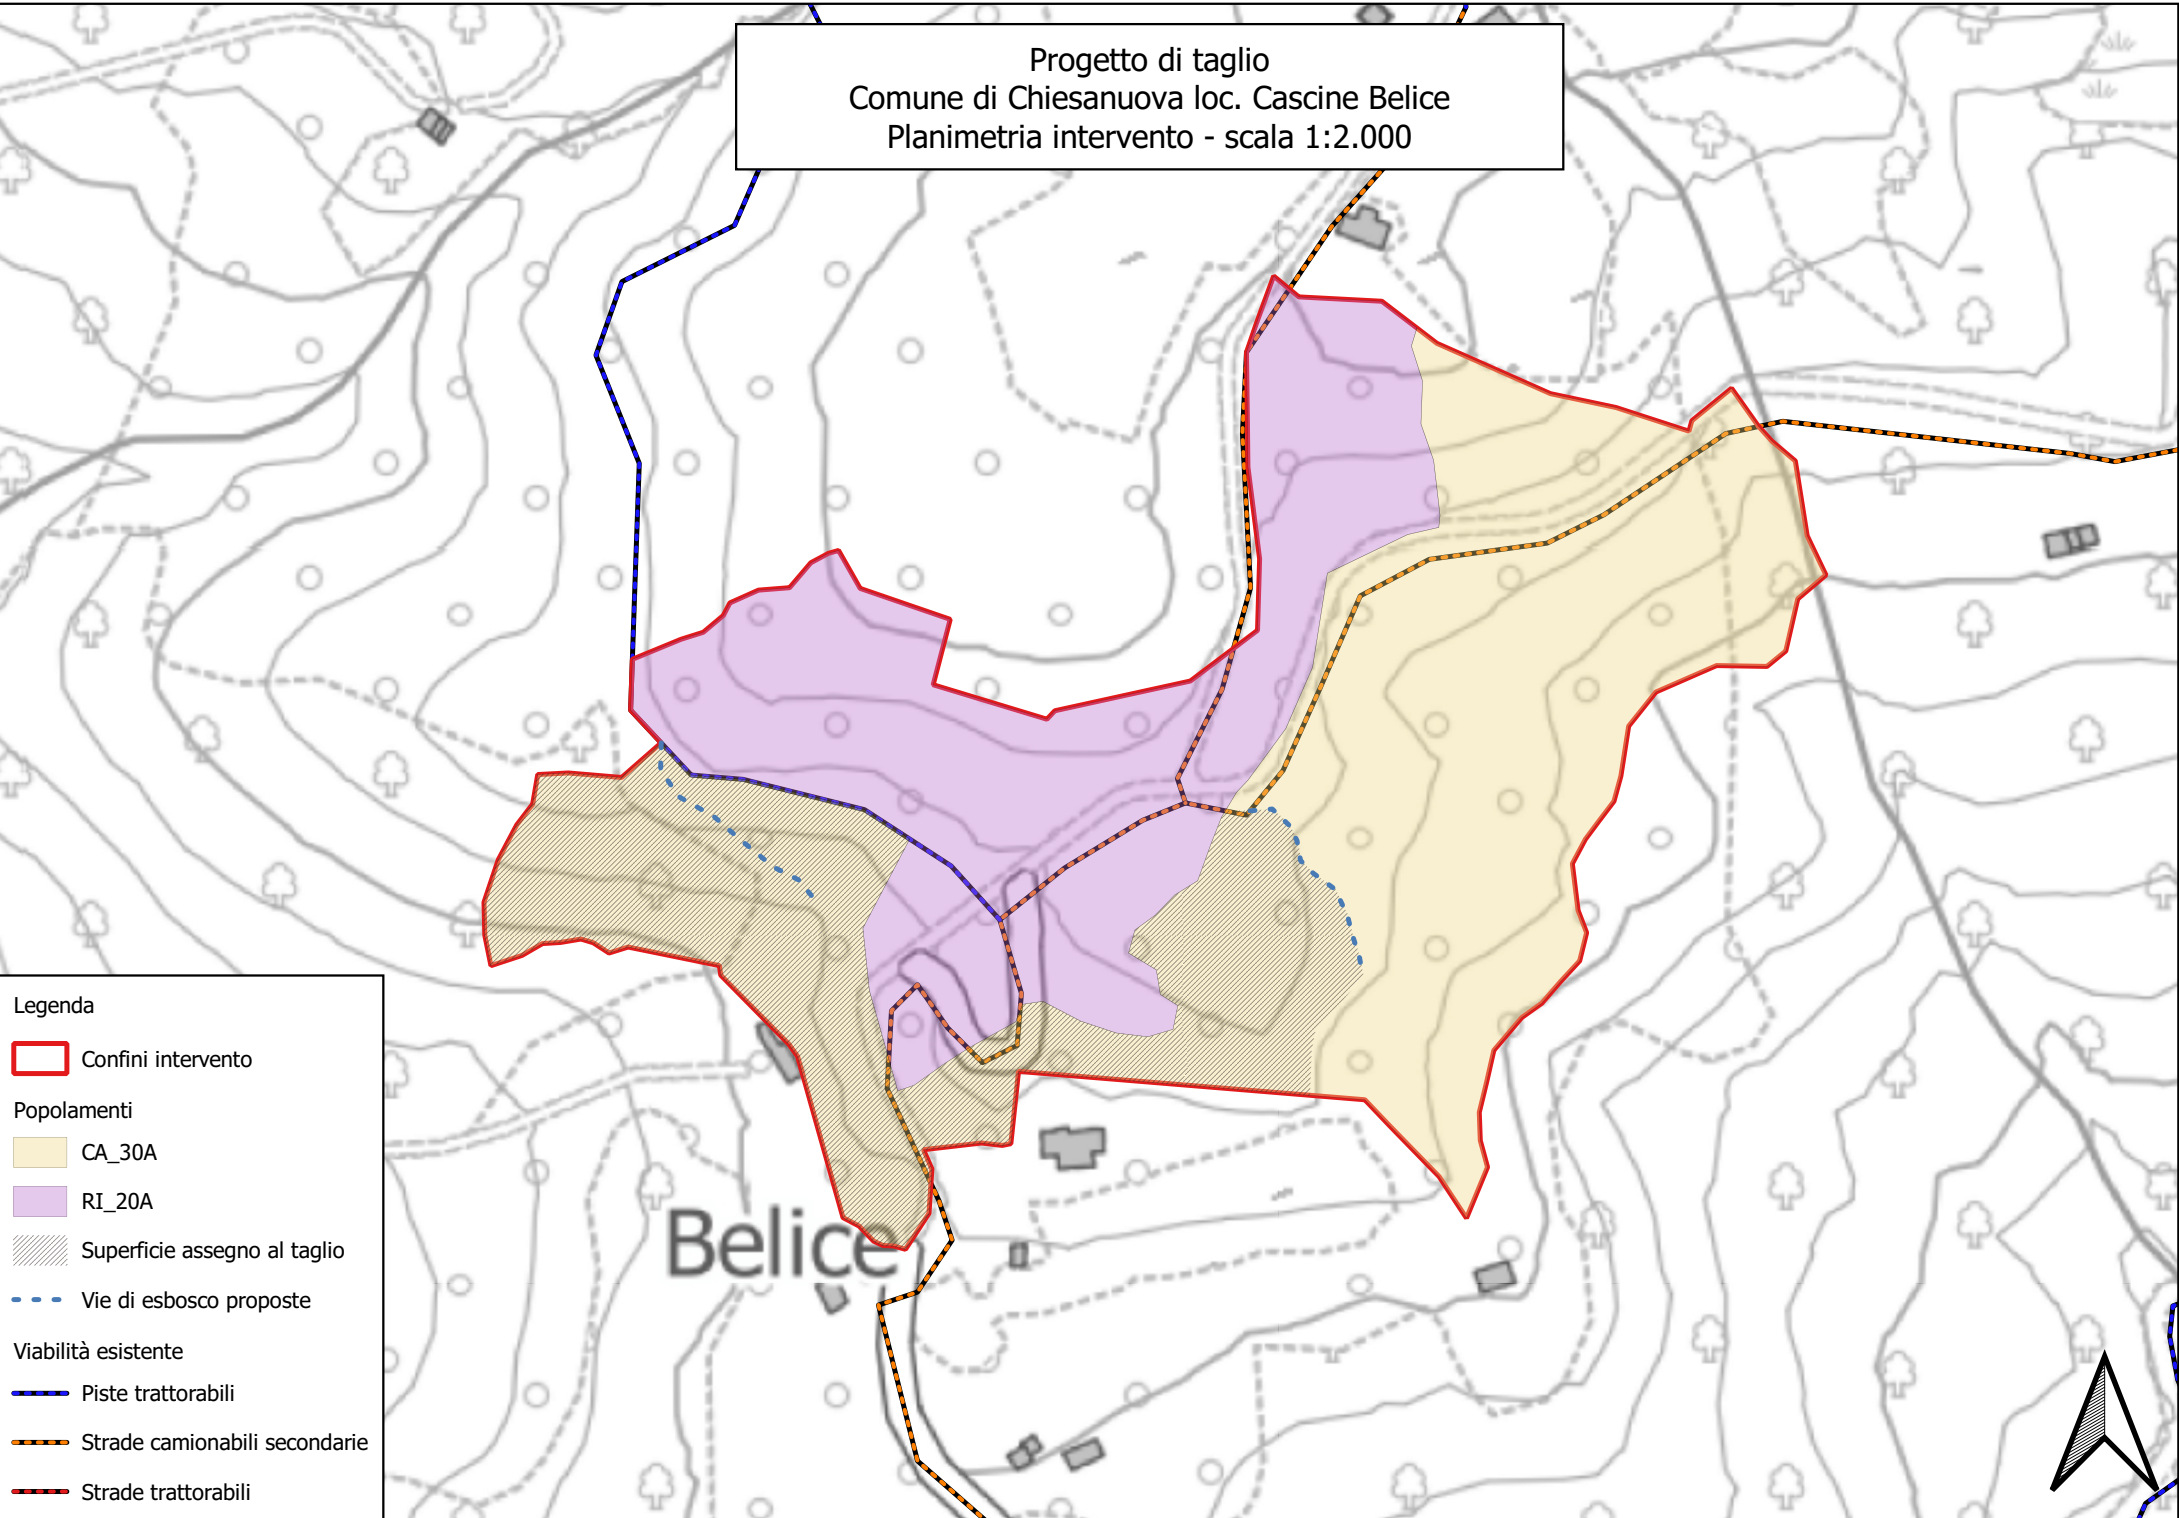 Progetto di taglio
Comune di Chiesanuova loc. Cascine Belice
Planimetria intervento - scala 1:2.000
Belice
Legenda
Confini intervento
Popolamenti
CA_30A
RI_20A
Superficie assegno al taglio
Vie di esbosco proposte
Viabilità esistente
Piste trattorabili
Strade camionabili secondarie
Strade trattorabili